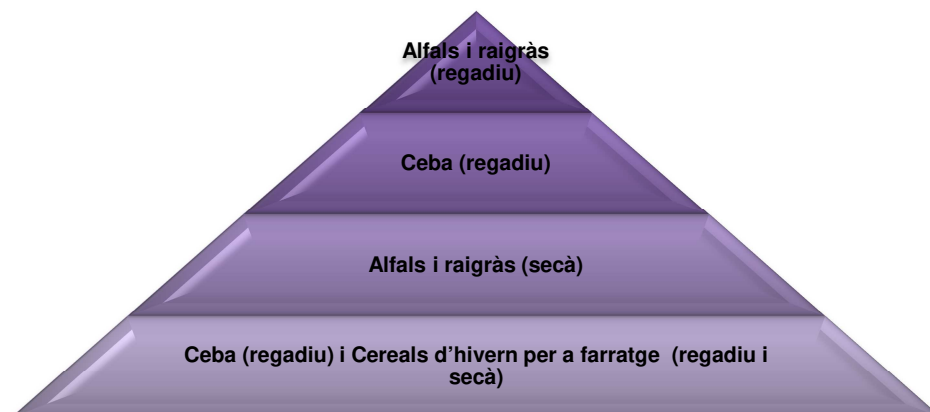 Alfals i raigràs
(regadiu)
Ceba (regadiu)
Alfals i raigràs (secà)
Ceba (regadiu) i Cereals d’hivern per a farratge (regadiu i
secà)